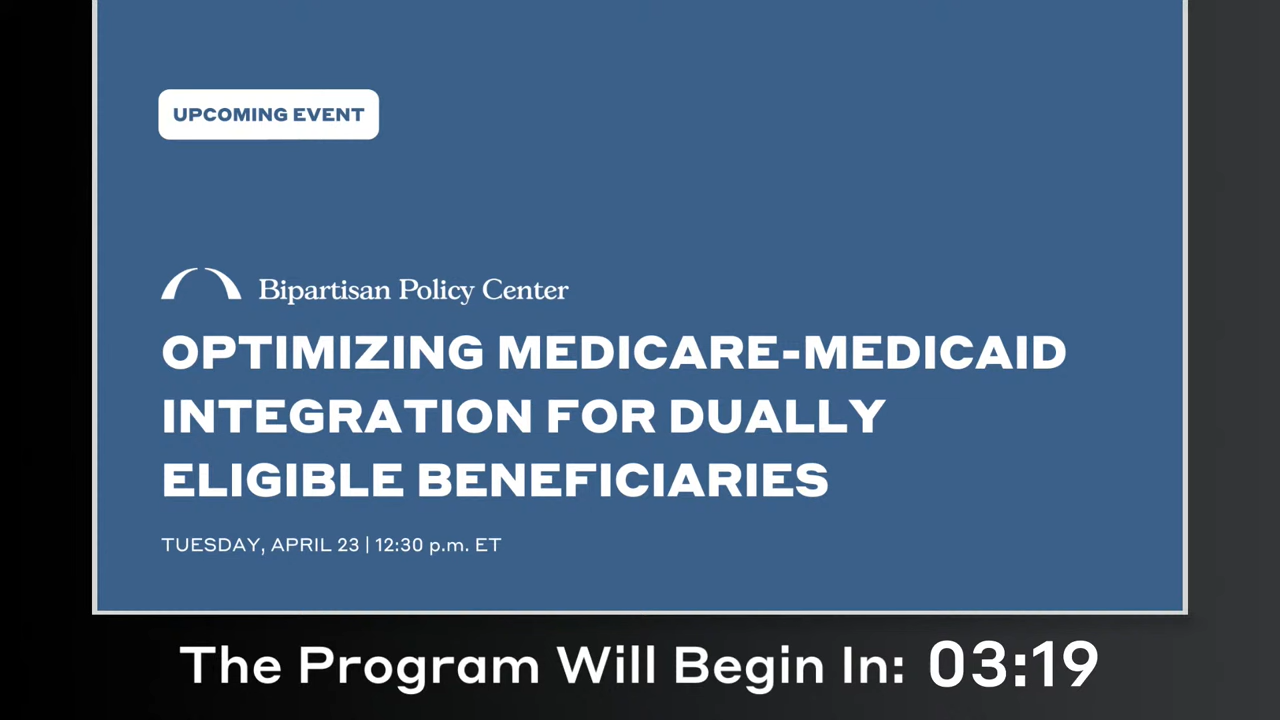 UPCOMING EVENT
Bipartisan Policy Center
OPTIMIZING MEDICARE-MEDICAID
INTEGRATION FOR DUALLY
ELIGIBLE BENEFICIARIES
TUESDAY, APRIL 23 | 12:30 p.m. ET
The Program Will Begin In: 03:19